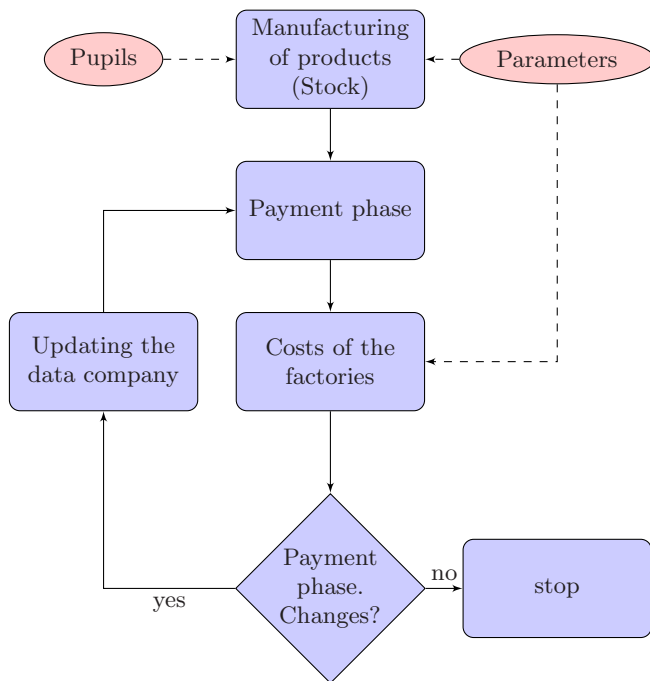 Pupils
Manufacturing
of products
(Stock)
Parameters
Payment phase
Updating the
data company
Costs of the
factories
Payment
phase.
Changes?
yes
no
stop